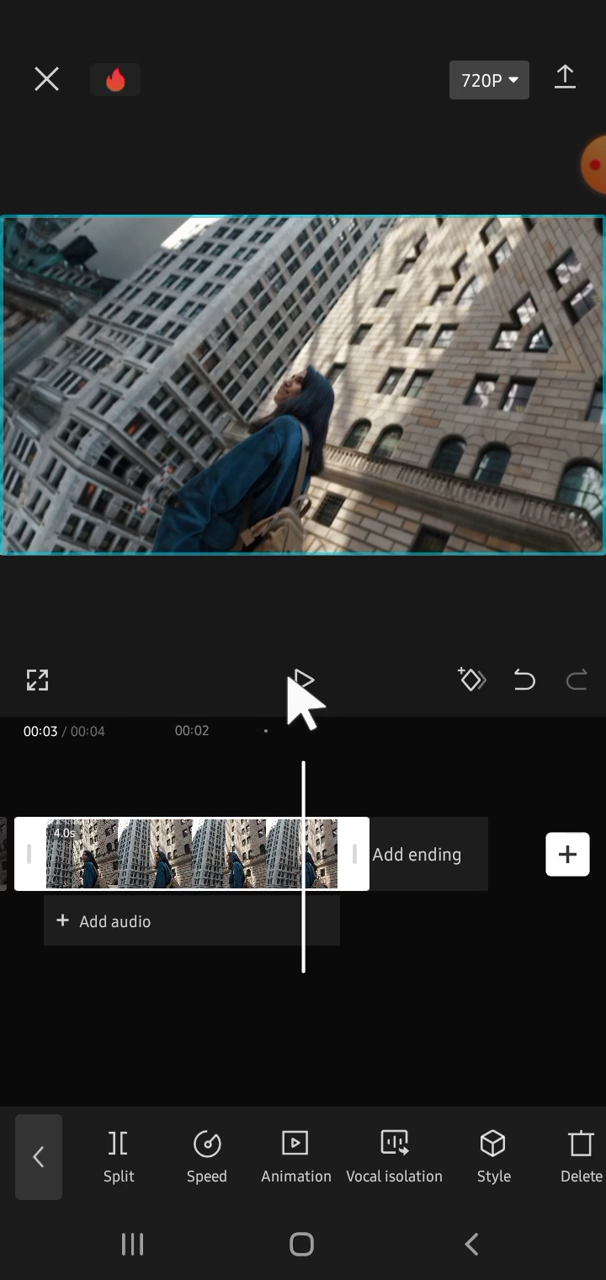 720P
00:03 / 00:04
00:02
4.0s
Add ending
+ Add audio
Split
Speed
Animation
Vocal isolation
Style
Delete